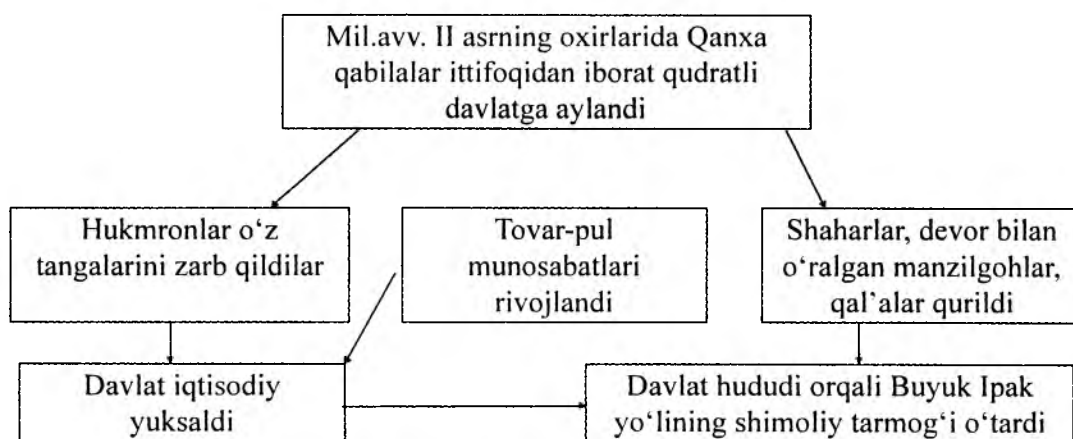 Mil.avv. II asrning oxirlarida Qanxa
qabilalar ittifoqidan iborat qudratli
davlatga aylandi
Hukmronlar o‘z
tangalarini zarb qildilar
Tovar-pul
munosabatlari
rivojlandi
Shaharlar, devor bilan
o‘ralgan manzilgohlar,
qal’alar qurildi
Davlat iqtisodiy
yuksaldi
Davlat hududi orqali Buyuk Ipak
yo‘lining shimoliy tarmog‘i o‘tardi